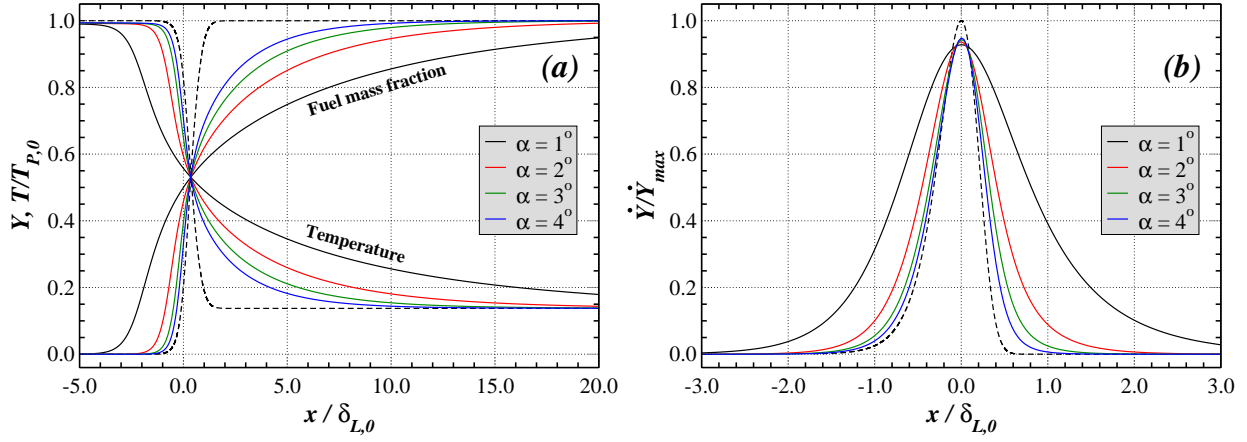 Y, T/T_{P,0}
1.0
0.8
0.6
0.4
0.2
0.0
(a)
Fuel mass fraction
α = 1°
α = 2°
α = 3°
α = 4°
Temperature
-5.0 0.0 5.0 10.0 15.0 20.0
x / δ_{L,0}
Ẏ/Ẏ_{max}
1.0
0.8
0.6
0.4
0.2
0.0
(b)
α = 1°
α = 2°
α = 3°
α = 4°
-3.0 -2.0 -1.0 0.0 1.0 2.0 3.0
x / δ_{L,0}